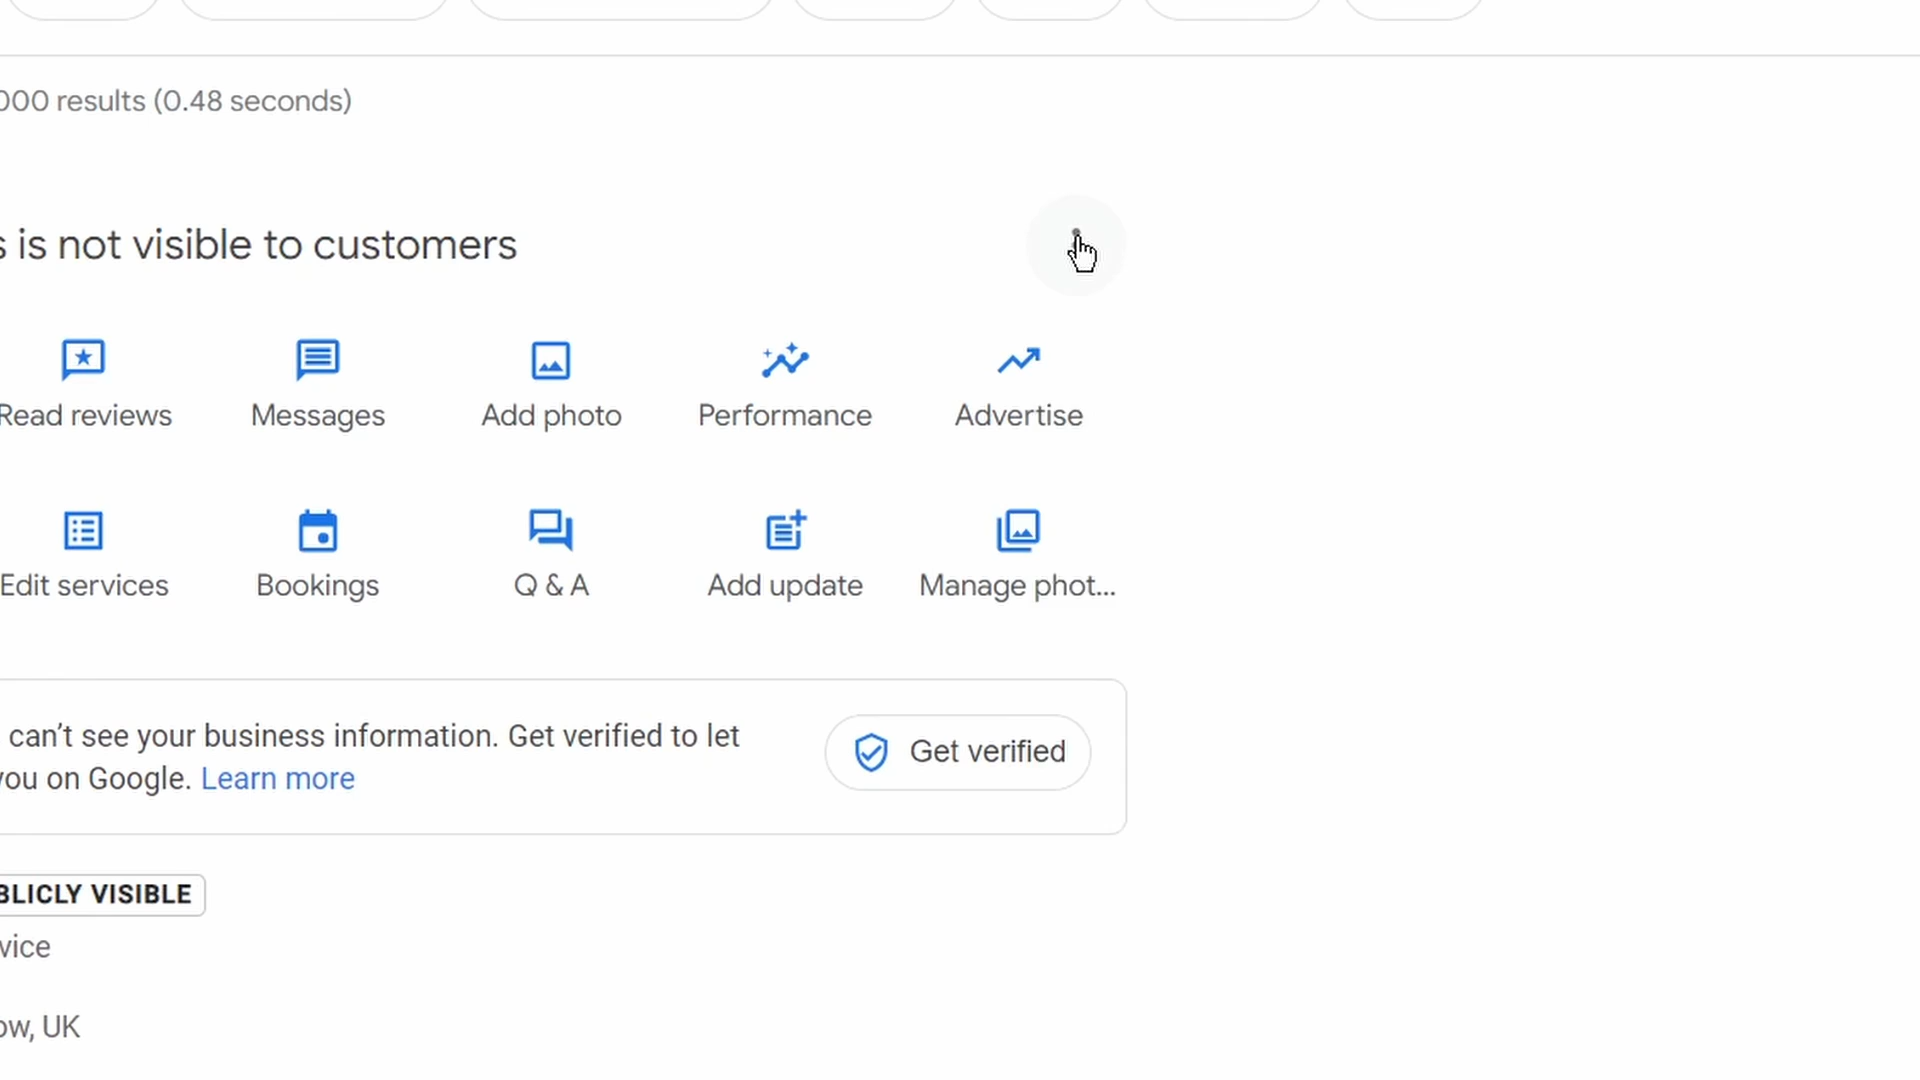 000 results (0.48 seconds)
s is not visible to customers
Read reviews Messages Add photo Performance Advertise
Edit services Bookings Q & A Add update Manage phot...
can't see your business information. Get verified to let
you on Google. Learn more
Get verified
BLICLY VISIBLE
vice
ow, UK